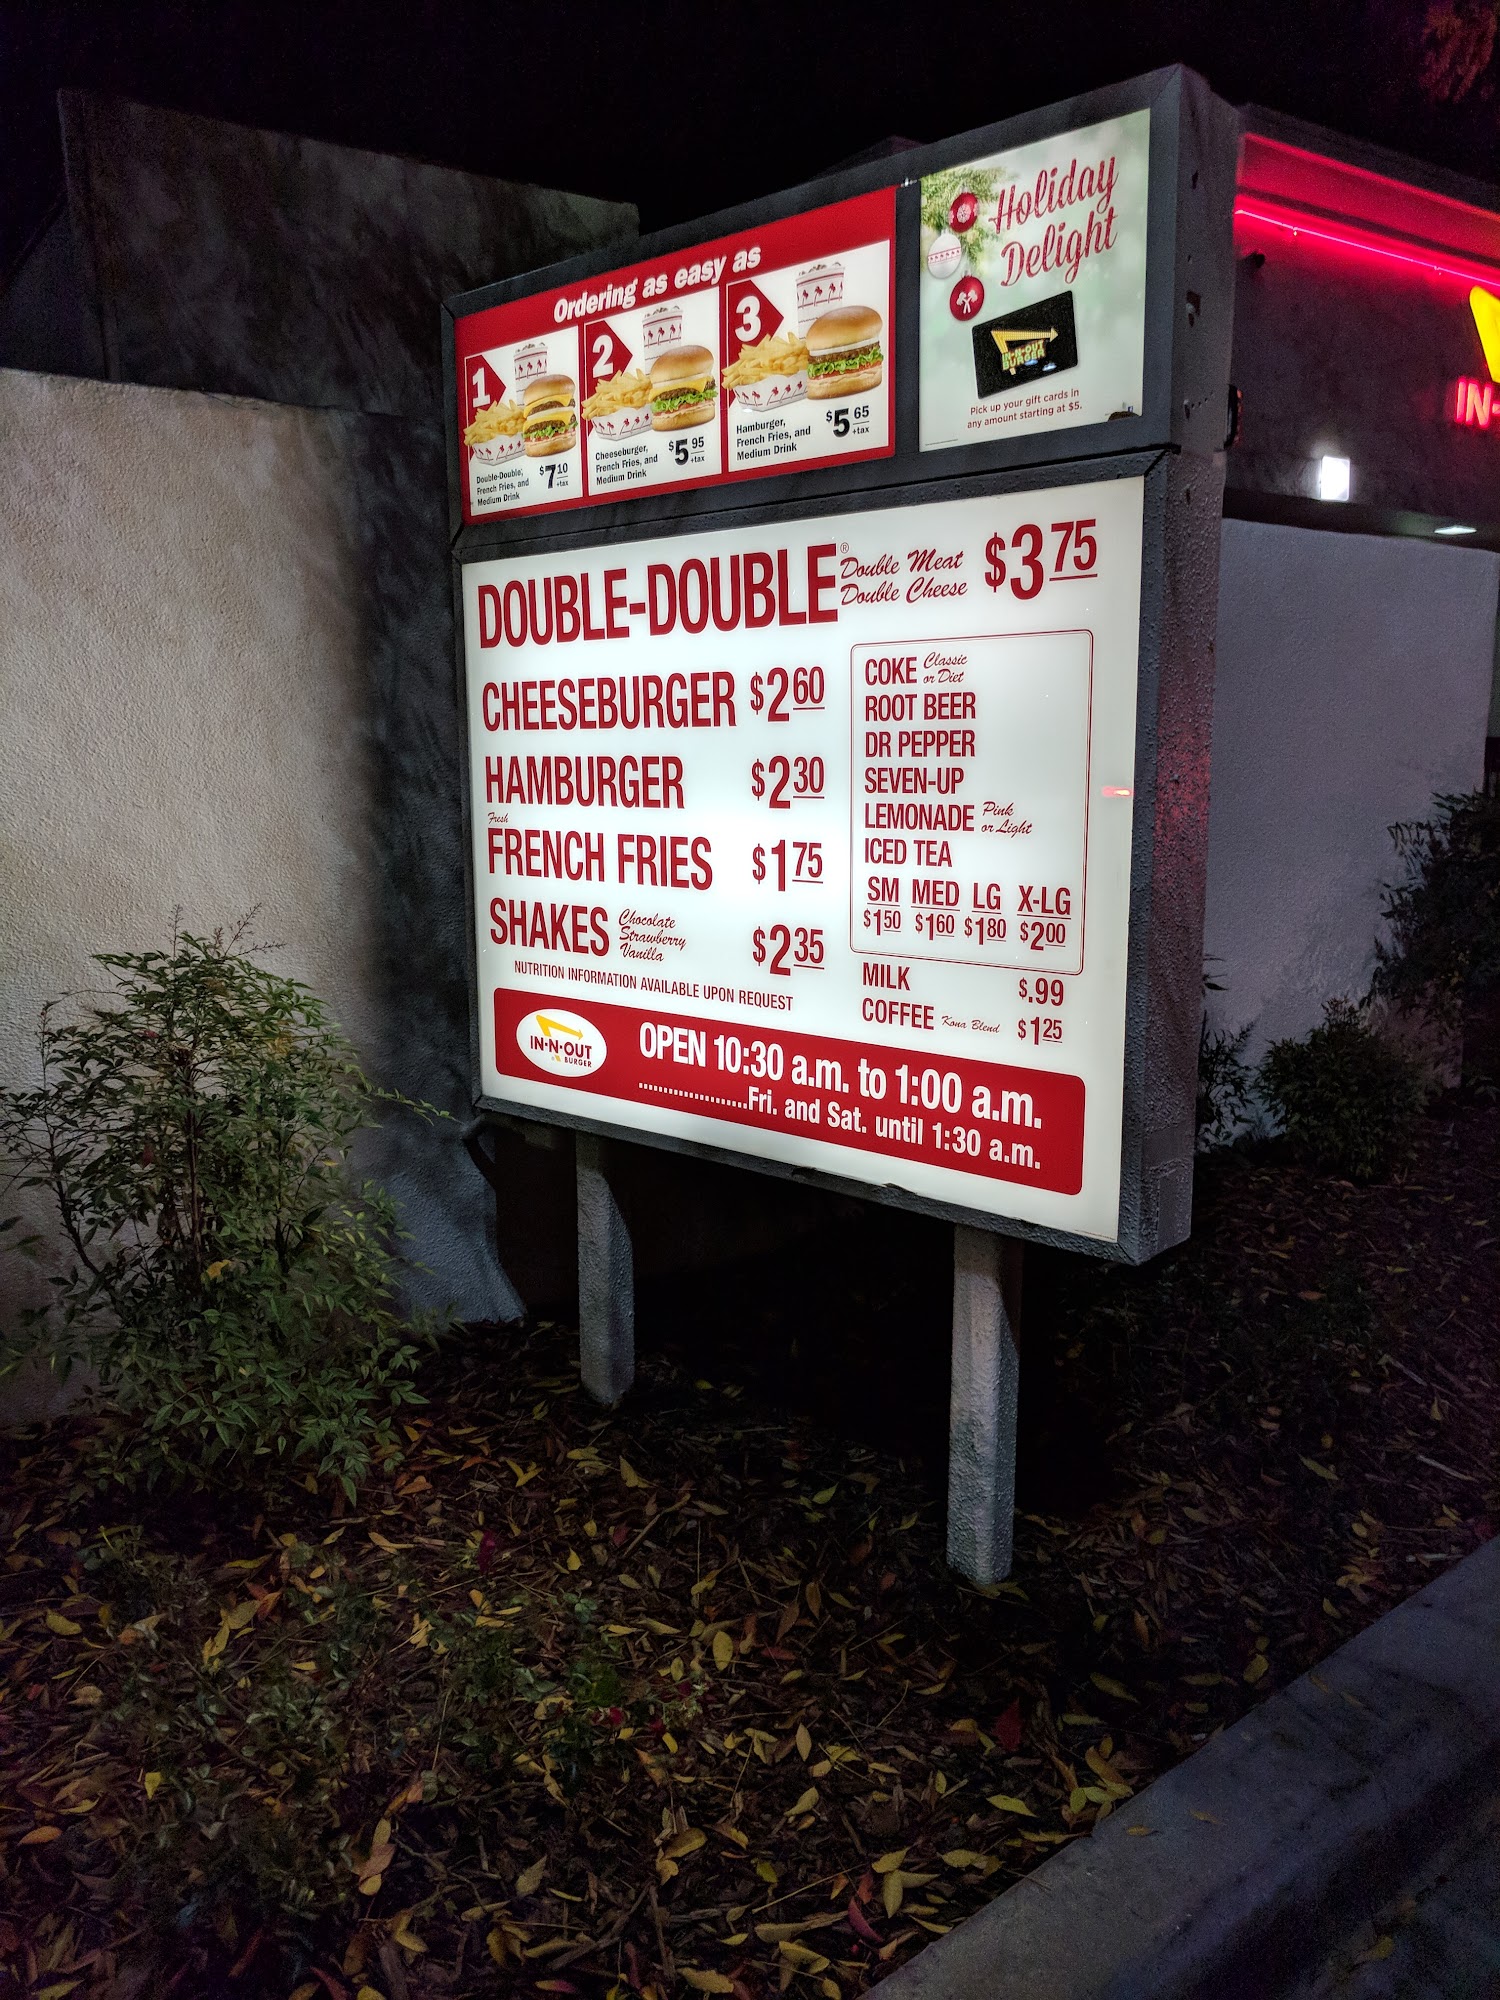 Ordering as easy as
1
Double-Double,
French Fries, and
Medium Drink
$7 10
+tax
2
Cheeseburger,
French Fries, and
Medium Drink
$5 95
+tax
3
Hamburger,
French Fries, and
Medium Drink
$5 65
+tax
Holiday
Delight
IN-N-OUT
BURGER
Pick up your gift cards in
any amount starting at $5.
DOUBLE-DOUBLE® Double Meat
Double Cheese
$3 75
CHEESEBURGER $2 60
HAMBURGER $2 30
Fresh
FRENCH FRIES $1 75
SHAKES Chocolate
Strawberry
Vanilla
$2 35
NUTRITION INFORMATION AVAILABLE UPON REQUEST
COKE Classic
or Diet
ROOT BEER
DR PEPPER
SEVEN-UP
LEMONADE Pink
or Light
ICED TEA
SM MED LG X-LG
$1 50 $1 60 $1 80 $2 00
MILK $.99
COFFEE Kona Blend $1 25
IN-N-OUT
BURGER
OPEN 10:30 a.m. to 1:00 a.m.
......................Fri. and Sat. until 1:30 a.m.
IN-